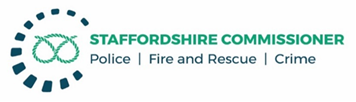 STAFFORDSHIRE COMMISSIONER
Police | Fire and Rescue | Crime